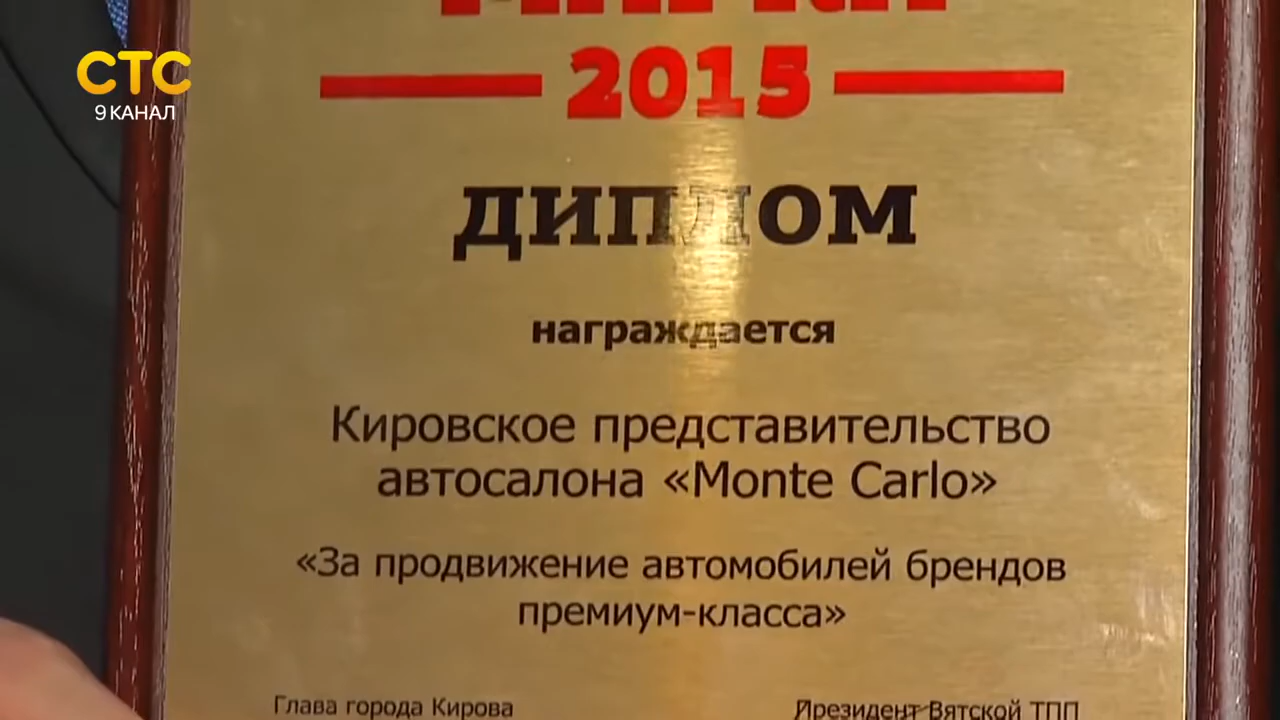 СТС
9 КАНАЛ
2015
диплом
награждается
Кировское представительство
автосалона «Monte Carlo»
«За продвижение автомобилей брендов
премиум-класса»
Глава города Кирова
Президент Вятской ТПП